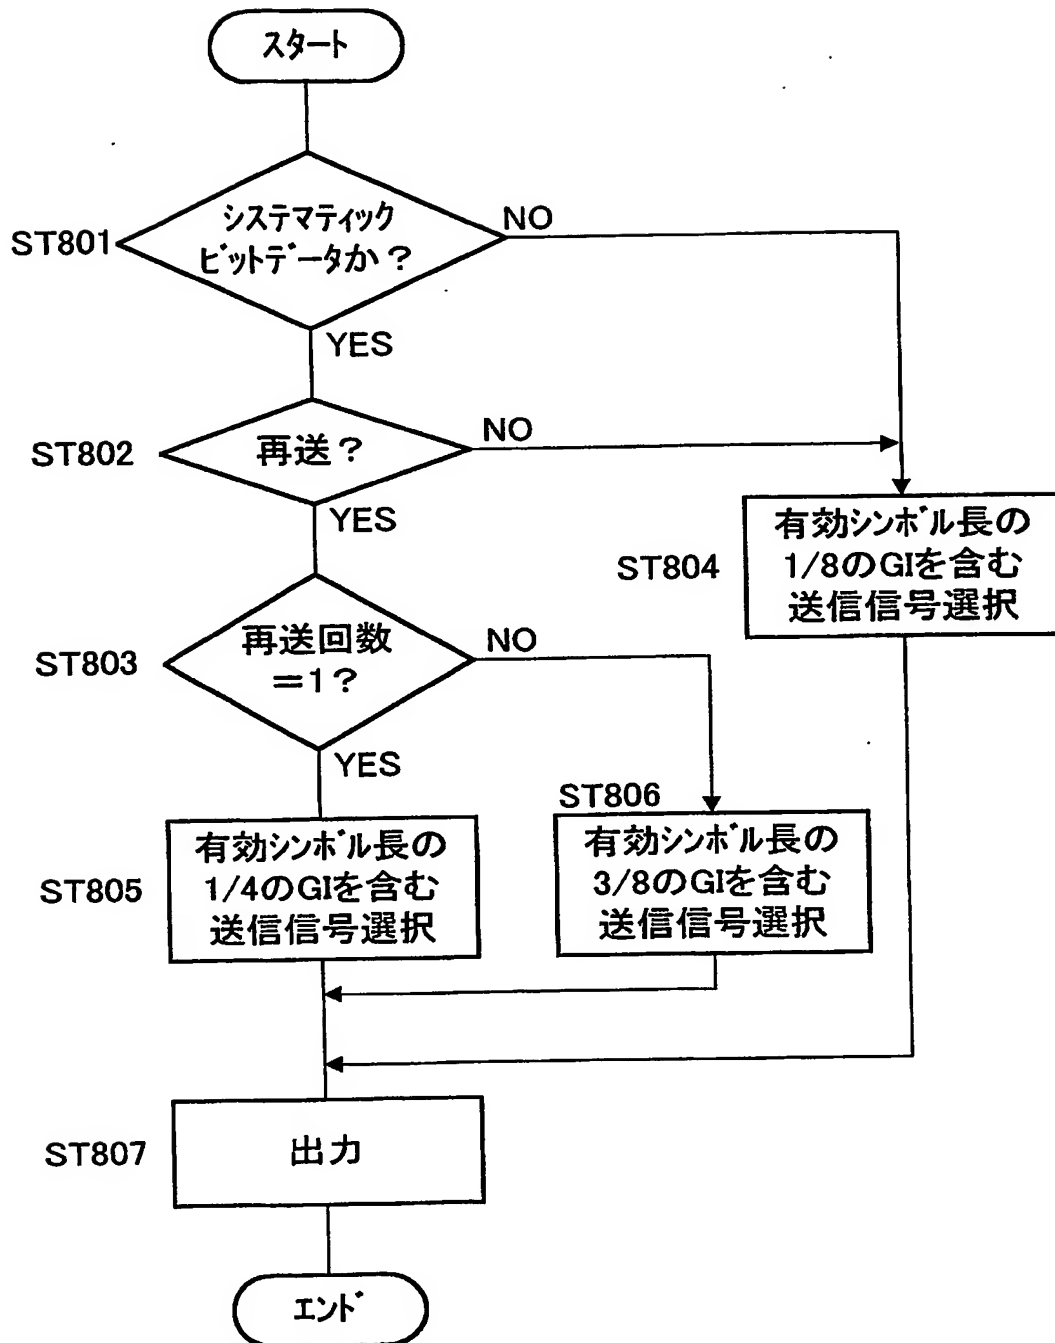 スタート
ST801
システマティック
ビットデータか?
NO
YES
ST802
再送?
NO
YES
ST803
再送回数
=1?
NO
YES
ST804
有効シンボル長の
1/8のGIを含む
送信信号選択
ST805
有効シンボル長の
1/4のGIを含む
送信信号選択
ST806
有効シンボル長の
3/8のGIを含む
送信信号選択
ST807
出力
エンド